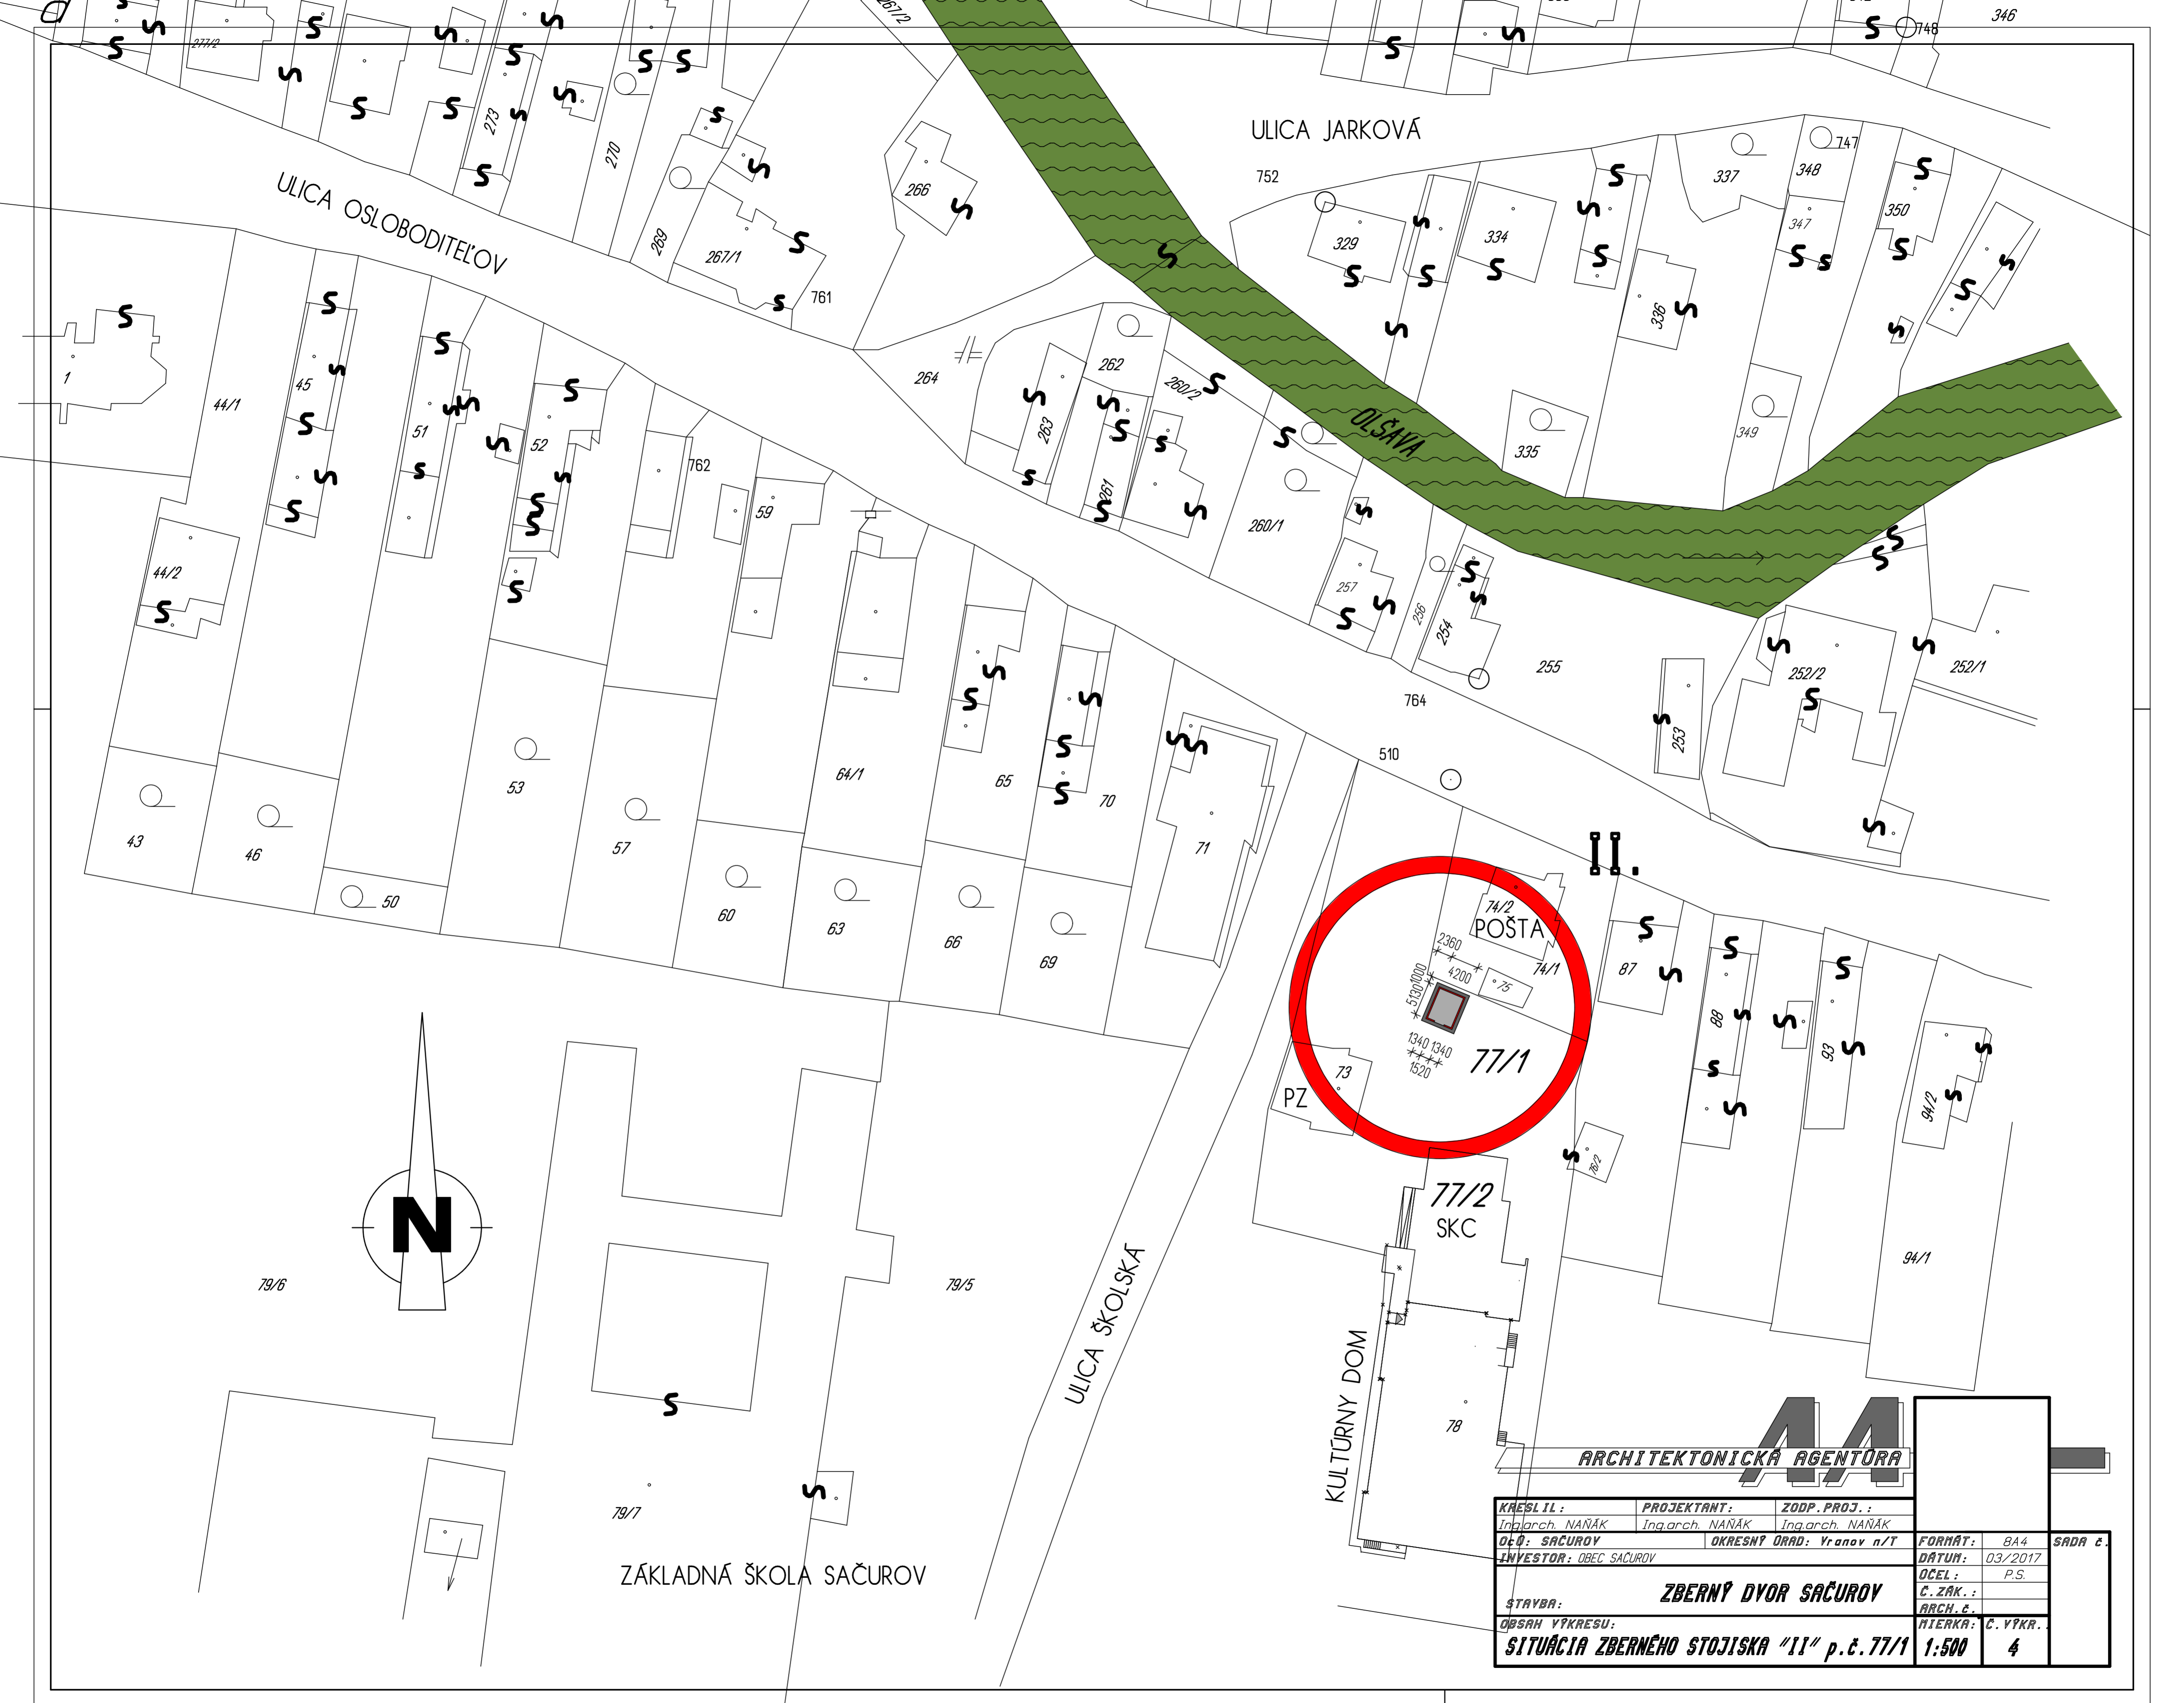 346
748
277/2
267/2
273
270
269
267/1
266
761
ULICA JARKOVÁ
752
747
337
348
347
350
329
334
336
335
349
ULICA OSLOBODITEĽOV
1
44/1
45
51
52
762
59
44/2
264
262
263
261
260/2
260/1
OLŠAVA
257
256
254
255
253
252/2
252/1
764
510
43
46
50
53
57
60
63
64/1
65
66
69
70
71
II.
74/2
POŠTA
74/1
75
2360
4200
1000
5130
1340 1340
1520
77/1
73
PZ
87
88
93
94/2
76/2
94/1
77/2
SKC
N
79/6
79/5
79/7
ULICA ŠKOLSKÁ
KULTÚRNY DOM
78
ZÁKLADNÁ ŠKOLA SAČUROV
AA
ARCHITEKTONICKÁ AGENTÚRA
KRESLIL: PROJEKTANT: ZODP.PROJ.:
Ing.arch. NAŇÁK Ing.arch. NAŇÁK Ing.arch. NAŇÁK
OcÚ: SAČUROV OKRESNÝ ÚRAD: Vranov n/T
INVESTOR: OBEC SAČUROV
STAVBA: ZBERNÝ DVOR SAČUROV
OBSAH VÝKRESU:
SITUÁCIA ZBERNÉHO STOJISKA "II" p.č.77/1
FORMÁT: 8A4
DÁTUM: 03/2017
ÚČEL: P.S.
Č.ZÁK.:
ARCH.č.
MIERKA: Č.VÝKR.
1:500 4
SADA č.